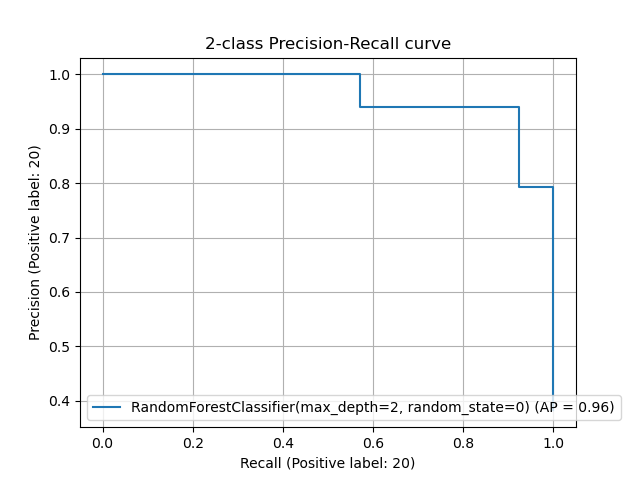 2-class Precision-Recall curve
1.0
0.9
0.8
0.7
0.6
0.5
0.4
Precision (Positive label: 20)
RandomForestClassifier(max_depth=2, random_state=0) (AP = 0.96)
0.0 0.2 0.4 0.6 0.8 1.0
Recall (Positive label: 20)